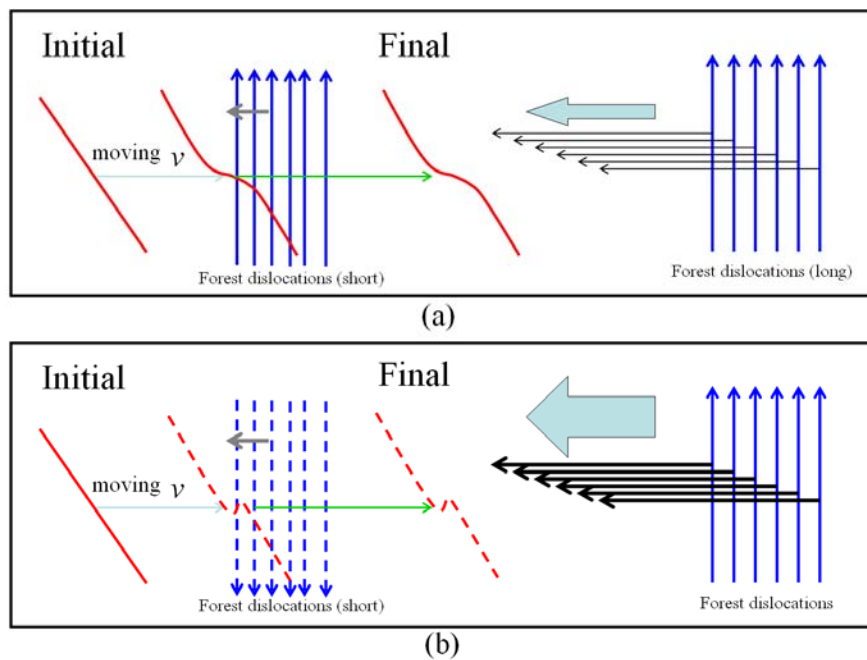 Initial
Final
moving v
Forest dislocations (short)
Forest dislocations (long)
(a)
Initial
Final
moving v
Forest dislocations (short)
Forest dislocations
(b)